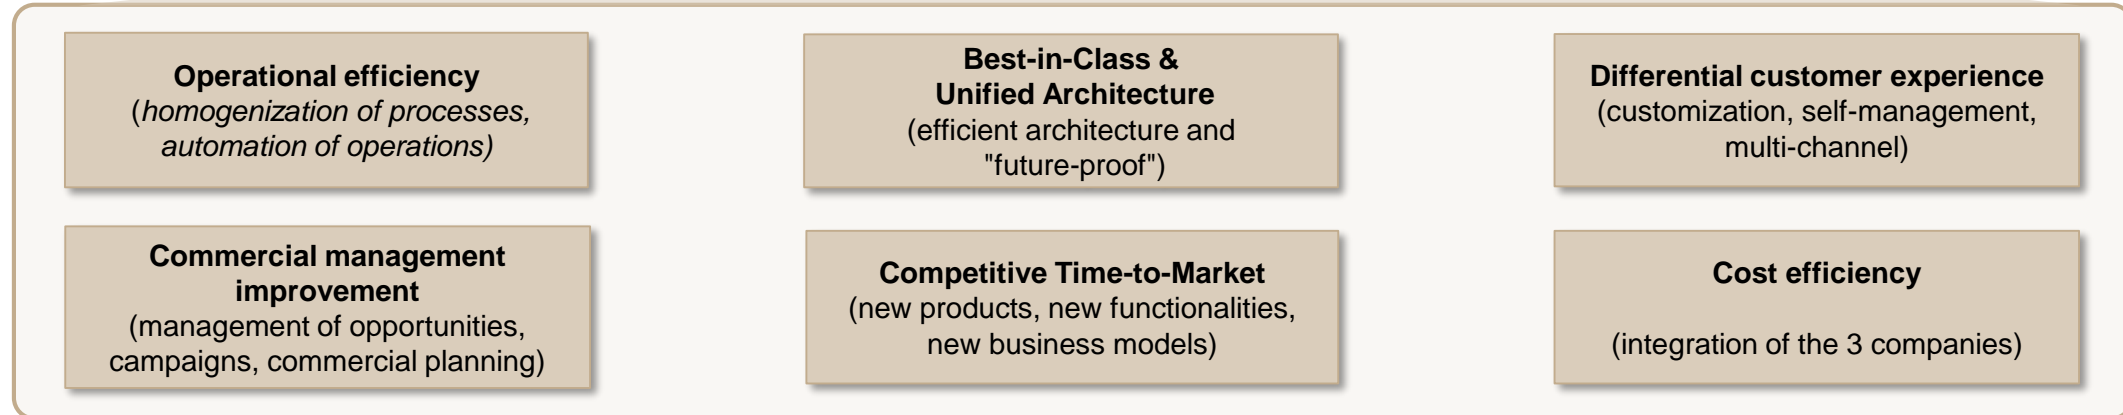 Operational efficiency
(homogenization of processes,
automation of operations)
Best-in-Class &
Unified Architecture
(efficient architecture and
"future-proof")
Differential customer experience
(customization, self-management,
multi-channel)
Commercial management
improvement
(management of opportunities,
campaigns, commercial planning)
Competitive Time-to-Market
(new products, new functionalities,
new business models)
Cost efficiency
(integration of the 3 companies)